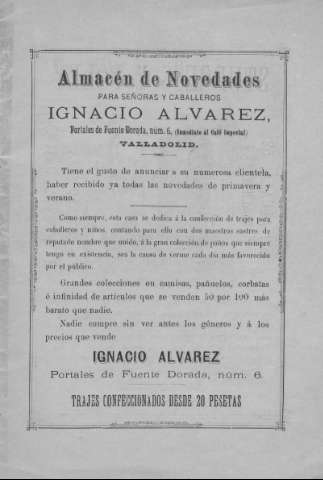 Almacén de Novedades
PARA SEÑORAS Y CABALLEROS
IGNACIO ALVAREZ,
Portales de Fuente Dorada, núm. 6, (Inmediato al Café Imperial)
VALLADOLID.
Tiene el gusto de anunciar á su numerosa clientela,
haber recibido ya todas las novedades de primavera y
verano.
Como siempre, esta casa se dedica á la confección de trajes para
caballeros y niños, contando para ello con dos maestros sastres de
reputado nombre que unido, á la gran colección de paños que siempre
tengo en existencia, sea la causa de verme cada dia más favorecido
por el público.
Grandes colecciones en camisas, pañuelos, corbatas
é infinidad de artículos que se venden 50 por 100 más
barato que nadie.
Nadie compre sin ver antes los géneros y á los
precios que vende
IGNACIO ALVAREZ
Portales de Fuente Dorada, núm. 6.
TRAJES CONFECCIONADOS DESDE 20 PESETAS